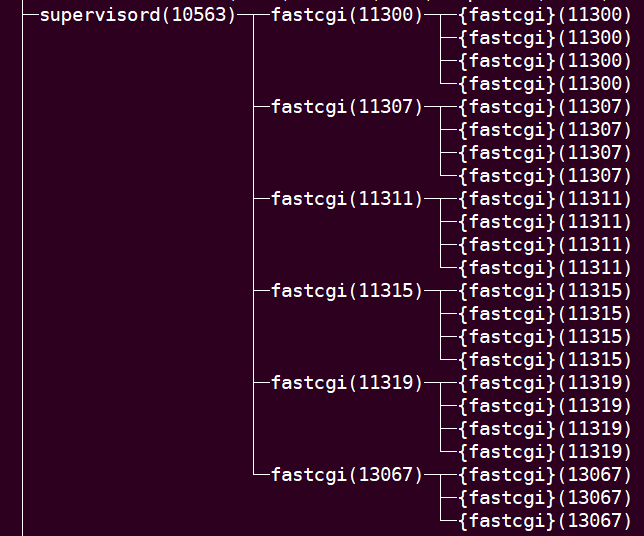 ├─supervisord(10563)─┬─fastcgi(11300)─┬─{fastcgi}(11300)
├─{fastcgi}(11300)
├─{fastcgi}(11300)
└─{fastcgi}(11300)
├─fastcgi(11307)─┬─{fastcgi}(11307)
├─{fastcgi}(11307)
├─{fastcgi}(11307)
└─{fastcgi}(11307)
├─fastcgi(11311)─┬─{fastcgi}(11311)
├─{fastcgi}(11311)
├─{fastcgi}(11311)
└─{fastcgi}(11311)
├─fastcgi(11315)─┬─{fastcgi}(11315)
├─{fastcgi}(11315)
├─{fastcgi}(11315)
└─{fastcgi}(11315)
├─fastcgi(11319)─┬─{fastcgi}(11319)
├─{fastcgi}(11319)
├─{fastcgi}(11319)
└─{fastcgi}(11319)
└─fastcgi(13067)─┬─{fastcgi}(13067)
├─{fastcgi}(13067)
└─{fastcgi}(13067)